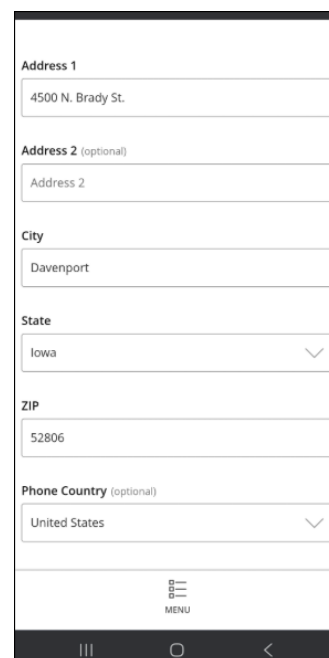 Address 1
4500 N. Brady St.
Address 2 (optional)
Address 2
City
Davenport
State
Iowa
ZIP
52806
Phone Country (optional)
United States
MENU